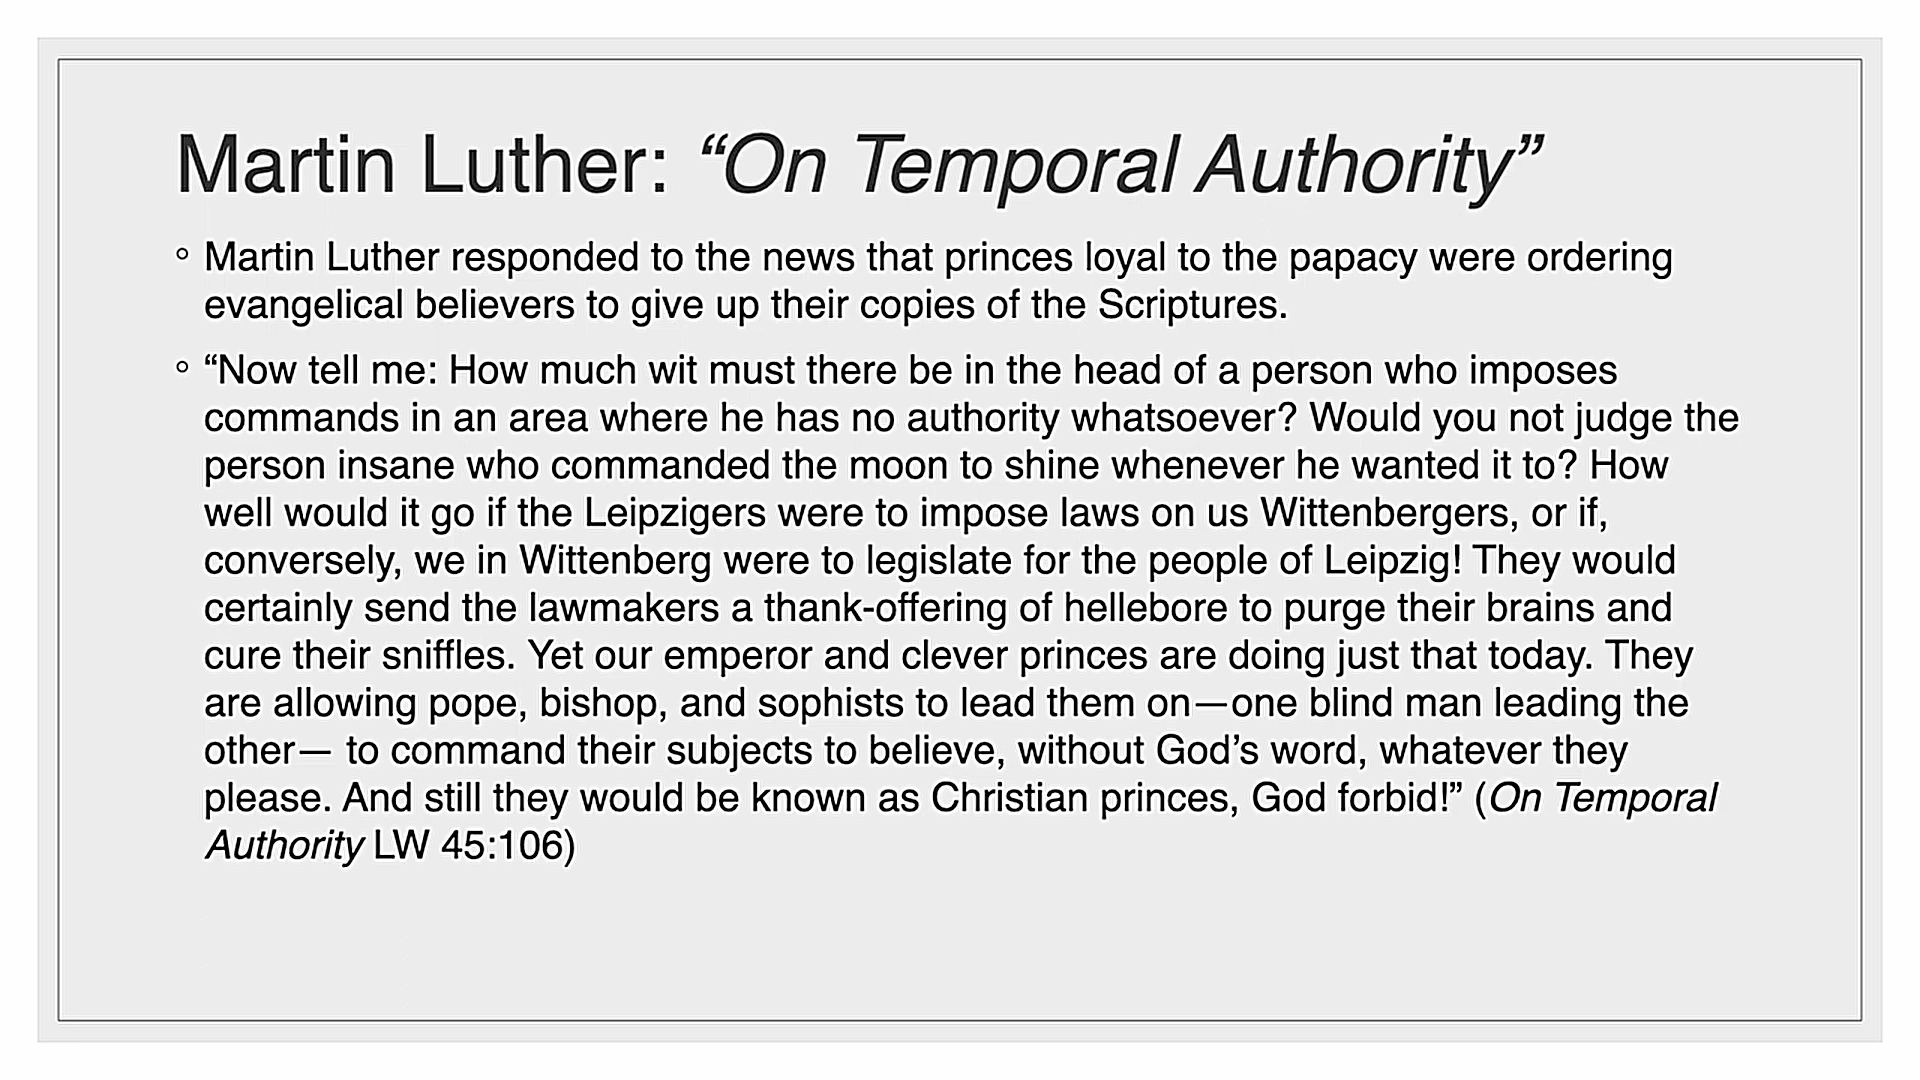 Martin Luther: “On Temporal Authority”
◦ Martin Luther responded to the news that princes loyal to the papacy were ordering
evangelical believers to give up their copies of the Scriptures.
◦ “Now tell me: How much wit must there be in the head of a person who imposes
commands in an area where he has no authority whatsoever? Would you not judge the
person insane who commanded the moon to shine whenever he wanted it to? How
well would it go if the Leipzigers were to impose laws on us Wittenbergers, or if,
conversely, we in Wittenberg were to legislate for the people of Leipzig! They would
certainly send the lawmakers a thank-offering of hellebore to purge their brains and
cure their sniffles. Yet our emperor and clever princes are doing just that today. They
are allowing pope, bishop, and sophists to lead them on—one blind man leading the
other— to command their subjects to believe, without God’s word, whatever they
please. And still they would be known as Christian princes, God forbid!” (On Temporal
Authority LW 45:106)